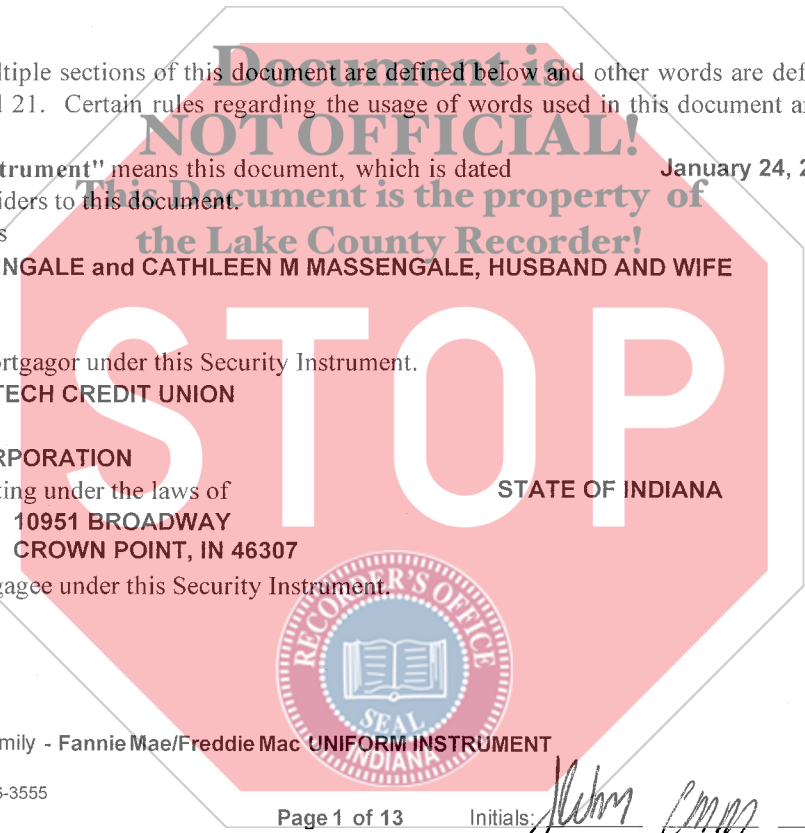 Document is
ltiple sections of this document are defined below and other words are def
l 21. Certain rules regarding the usage of words used in this document a
NOT OFFICIAL!
trument" means this document, which is dated January 24, 2
This Document is the property of
iders to this document.
s
the Lake County Recorder!
NGALE and CATHLEEN M MASSENGALE, HUSBAND AND WIFE
STOP
ortgagor under this Security Instrument.
TECH CREDIT UNION
RPORATION
ting under the laws of STATE OF INDIANA
10951 BROADWAY
CROWN POINT, IN 46307
gagee under this Security Instrument.
RECORDER'S OFFICE
SEAL
INDIANA
mily - Fannie Mae/Freddie Mac UNIFORM INSTRUMENT
6-3555
Page 1 of 13 Initials: CMM